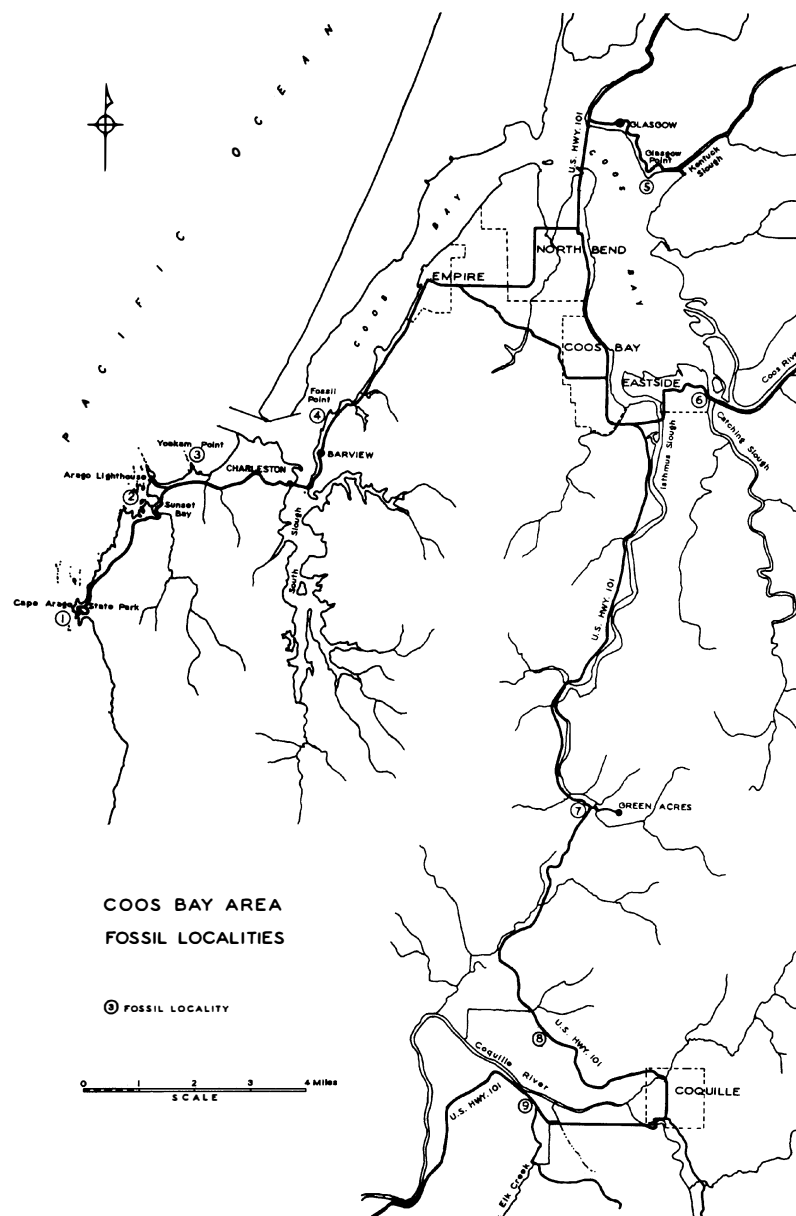 PACIFIC OCEAN
U.S. HWY. 101
GLASGOW
Glasgow
Point
Kentuck
Slough
5
COOS BAY
COOS BAY
NORTH BEND
EMPIRE
COOS BAY
EASTSIDE
6
Coos River
Catching Slough
Isthmus Slough
Fossil
Point
4
BARVIEW
Yoakam Point
3
CHARLESTON
Arago Lighthouse
2
Sunset
Bay
South Slough
Cape Arago State Park
1
U.S. HWY. 101
7
GREEN ACRES
COOS BAY AREA
FOSSIL LOCALITIES
3 FOSSIL LOCALITY
0 1 2 3 4 Miles
SCALE
8
U.S. HWY. 101
Coquille River
COQUILLE
9
U.S. HWY. 101
Elk Creek